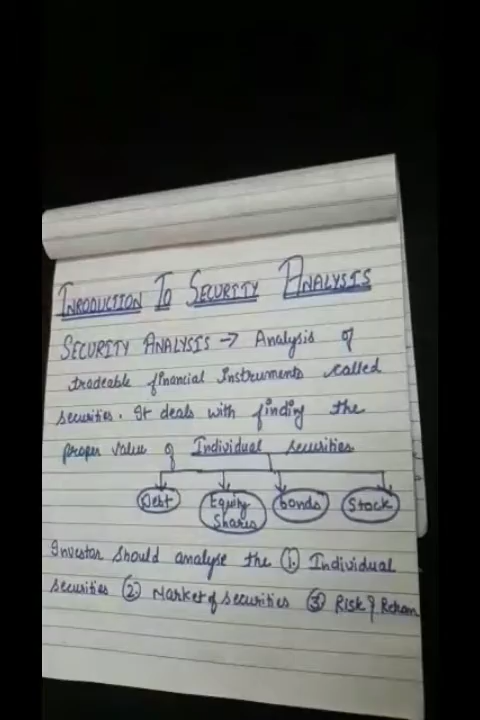 INRODUCTION TO SECURITY ANALYSIS
SECURITY ANALYSIS → Analysis of
tradeable financial Instruments called
securities. It deals with finding the
proper value of Individual securities
Debt Equity Shares bonds Stock
Investor should analyse the ① Individual
securities ② Market of securities ③ Risk & Return